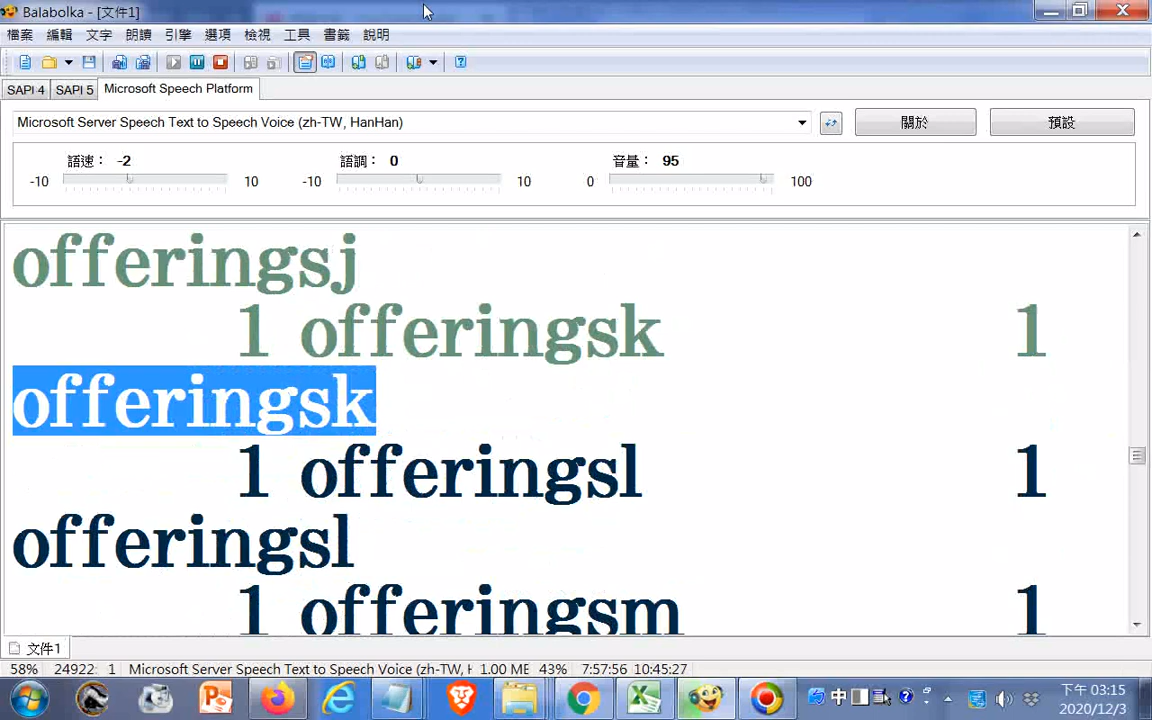 Balabolka - [文件1]
檔案 編輯 文字 朗讀 引擎 選項 檢視 工具 書籤 說明
SAPI 4 SAPI 5 Microsoft Speech Platform
Microsoft Server Speech Text to Speech Voice (zh-TW, HanHan) 關於 預設
語速： -2 語調： 0 音量： 95
-10 10 -10 10 0 100
offeringsj
1 offeringsk 1
offeringsk
1 offeringsl 1
offeringsl
1 offeringsm 1
文件1
58% 24922: 1 Microsoft Server Speech Text to Speech Voice (zh-TW, 1.00 ME 43% 7:57:56 10:45:27
中 下午 03:15
2020/12/3